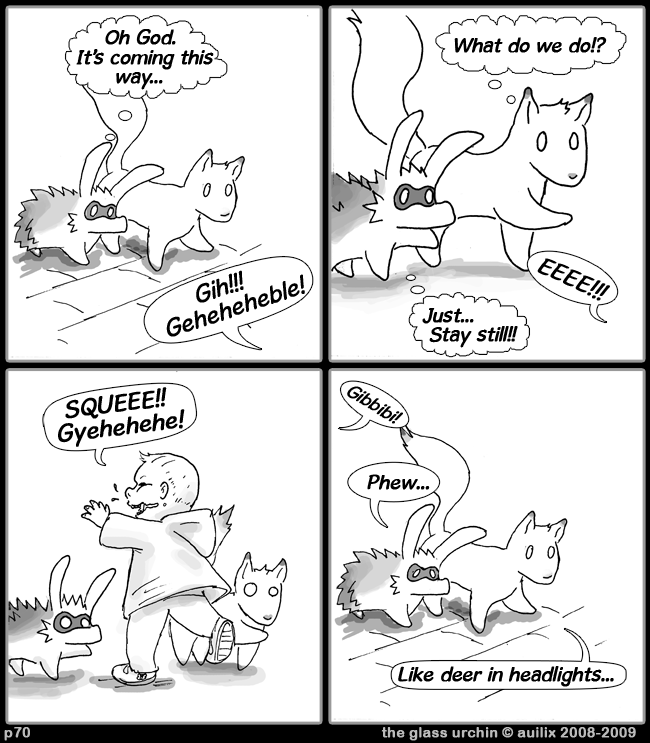 Oh God.
It's coming this
way...
Gih!!!
Geheheheble!
What do we do!?
EEEE!!!
Just...
Stay still!!
SQUEEE!!
Gyehehehe!
Gibbibi!
Phew...
Like deer in headlights...
p70
the glass urchin © auilix 2008-2009